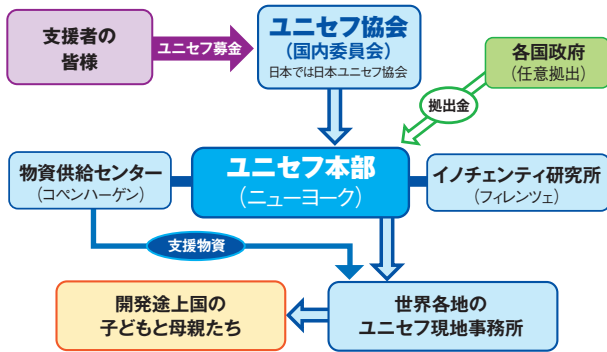 支援者の
皆様
ユニセフ募金
ユニセフ協会
(国内委員会)
日本では日本ユニセフ協会
各国政府
(任意拠出)
拠出金
物資供給センター
(コペンハーゲン)
ユニセフ本部
(ニューヨーク)
イノチェンティ研究所
(フィレンツェ)
支援物資
開発途上国の
子どもと母親たち
世界各地の
ユニセフ現地事務所